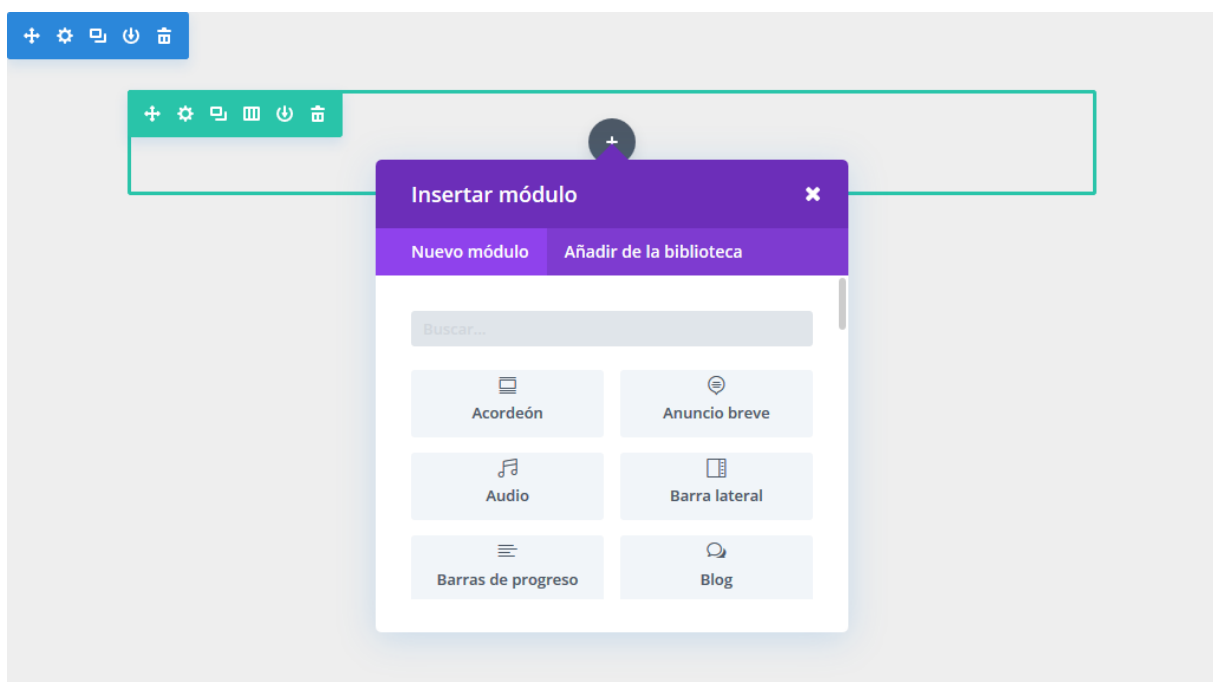 Insertar módulo
Nuevo módulo Añadir de la biblioteca
Buscar...
Acordeón Anuncio breve
Audio Barra lateral
Barras de progreso Blog